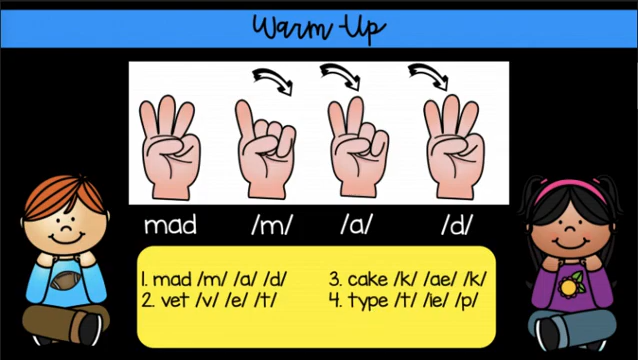 Warm-Up
mad /m/ /a/ /d/
1. mad /m/ /a/ /d/
2. vet /v/ /e/ /t/
3. cake /k/ /ae/ /k/
4. type /t/ /ie/ /p/